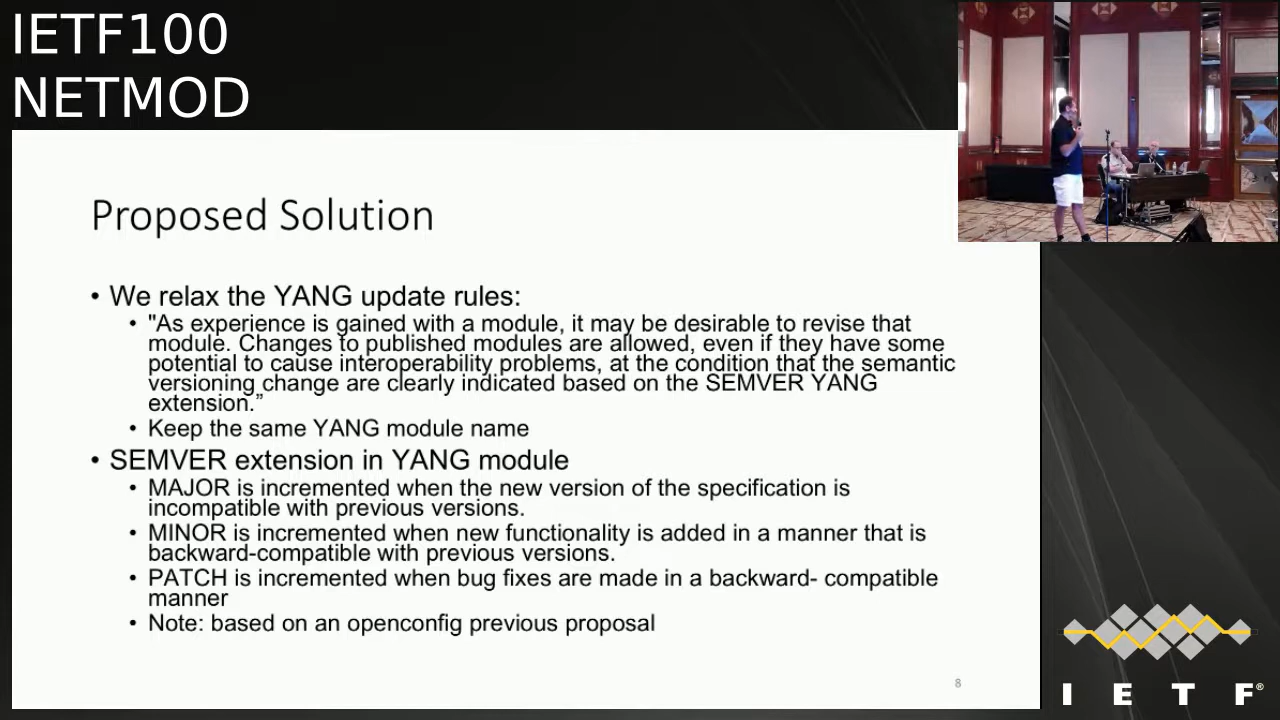 IETF100
NETMOD
Proposed Solution
• We relax the YANG update rules:
• "As experience is gained with a module, it may be desirable to revise that
module. Changes to published modules are allowed, even if they have some
potential to cause interoperability problems, at the condition that the semantic
versioning change are clearly indicated based on the SEMVER YANG
extension.”
• Keep the same YANG module name
• SEMVER extension in YANG module
• MAJOR is incremented when the new version of the specification is
incompatible with previous versions.
• MINOR is incremented when new functionality is added in a manner that is
backward-compatible with previous versions.
• PATCH is incremented when bug fixes are made in a backward- compatible
manner
• Note: based on an openconfig previous proposal
8
I E T F®